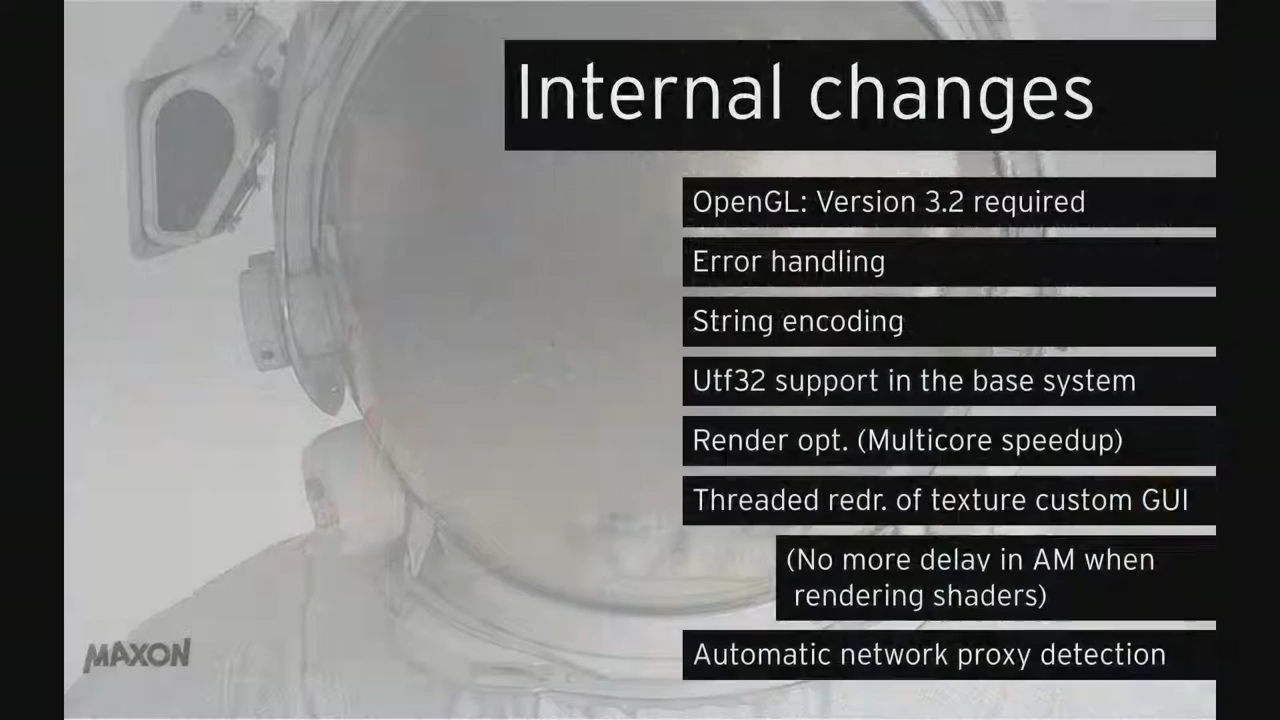 Internal changes
OpenGL: Version 3.2 required
Error handling
String encoding
Utf32 support in the base system
Render opt. (Multicore speedup)
Threaded redr. of texture custom GUI
(No more delay in AM when
rendering shaders)
Automatic network proxy detection
MAXON